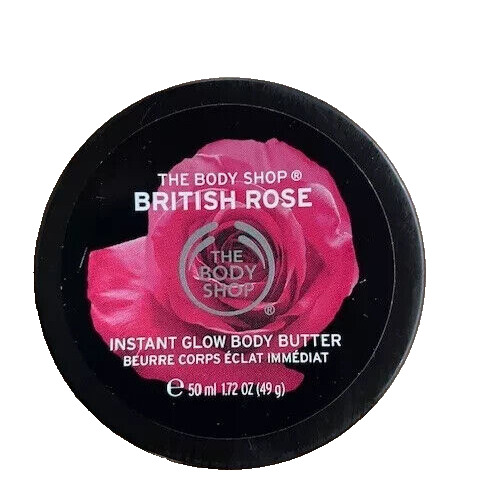 THE BODY SHOP ®
BRITISH ROSE
THE
BODY
SHOP
®
INSTANT GLOW BODY BUTTER
BEURRE CORPS ÉCLAT IMMÉDIAT
℮ 50 ml 1.72 OZ (49 g)